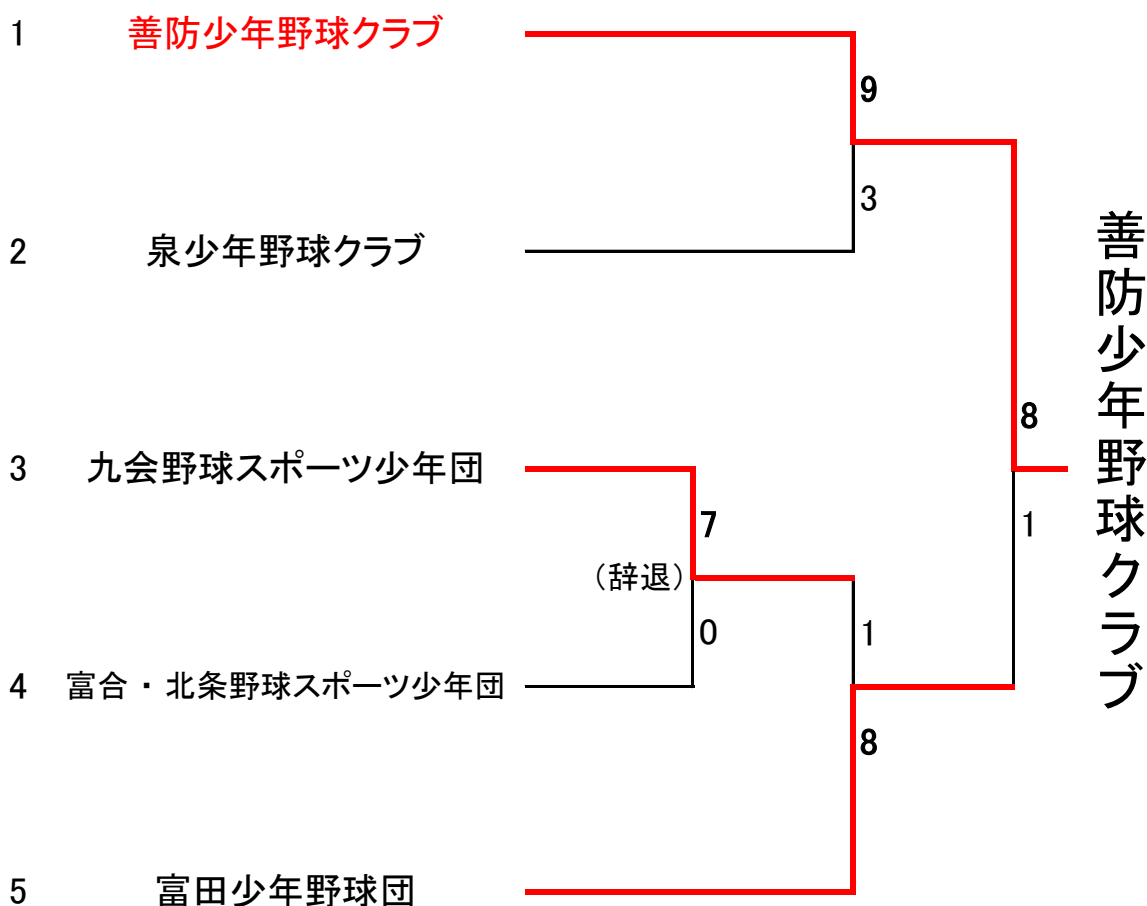 1 善防少年野球クラブ
9
3
2 泉少年野球クラブ
善防少年野球クラブ
8
3 九会野球スポーツ少年団
7
1
(辞退)
0
1
4 富合・北条野球スポーツ少年団
8
5 富田少年野球団